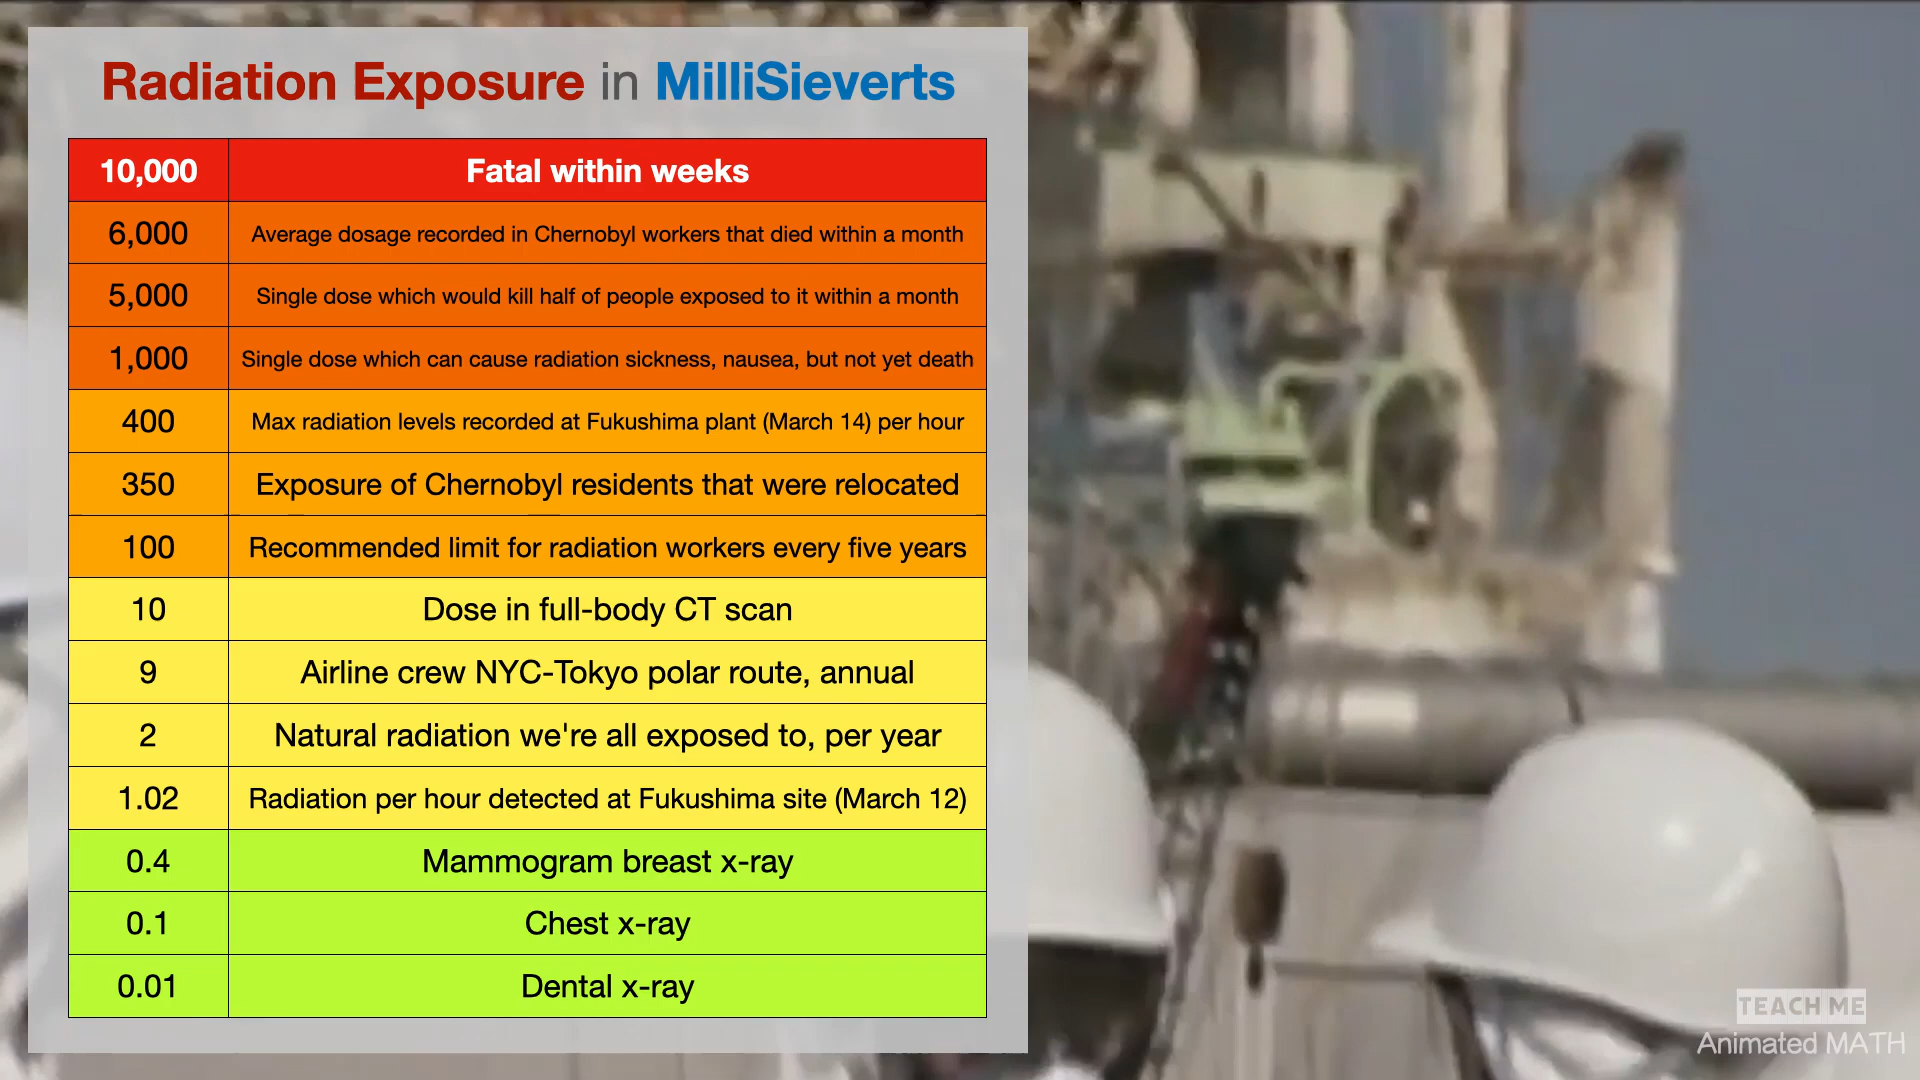 Radiation Exposure in MilliSieverts
10,000 Fatal within weeks
6,000 Average dosage recorded in Chernobyl workers that died within a month
5,000 Single dose which would kill half of people exposed to it within a month
1,000 Single dose which can cause radiation sickness, nausea, but not yet death
400 Max radiation levels recorded at Fukushima plant (March 14) per hour
350 Exposure of Chernobyl residents that were relocated
100 Recommended limit for radiation workers every five years
10 Dose in full-body CT scan
9 Airline crew NYC-Tokyo polar route, annual
2 Natural radiation we're all exposed to, per year
1.02 Radiation per hour detected at Fukushima site (March 12)
0.4 Mammogram breast x-ray
0.1 Chest x-ray
0.01 Dental x-ray
TEACH ME
Animated MATH